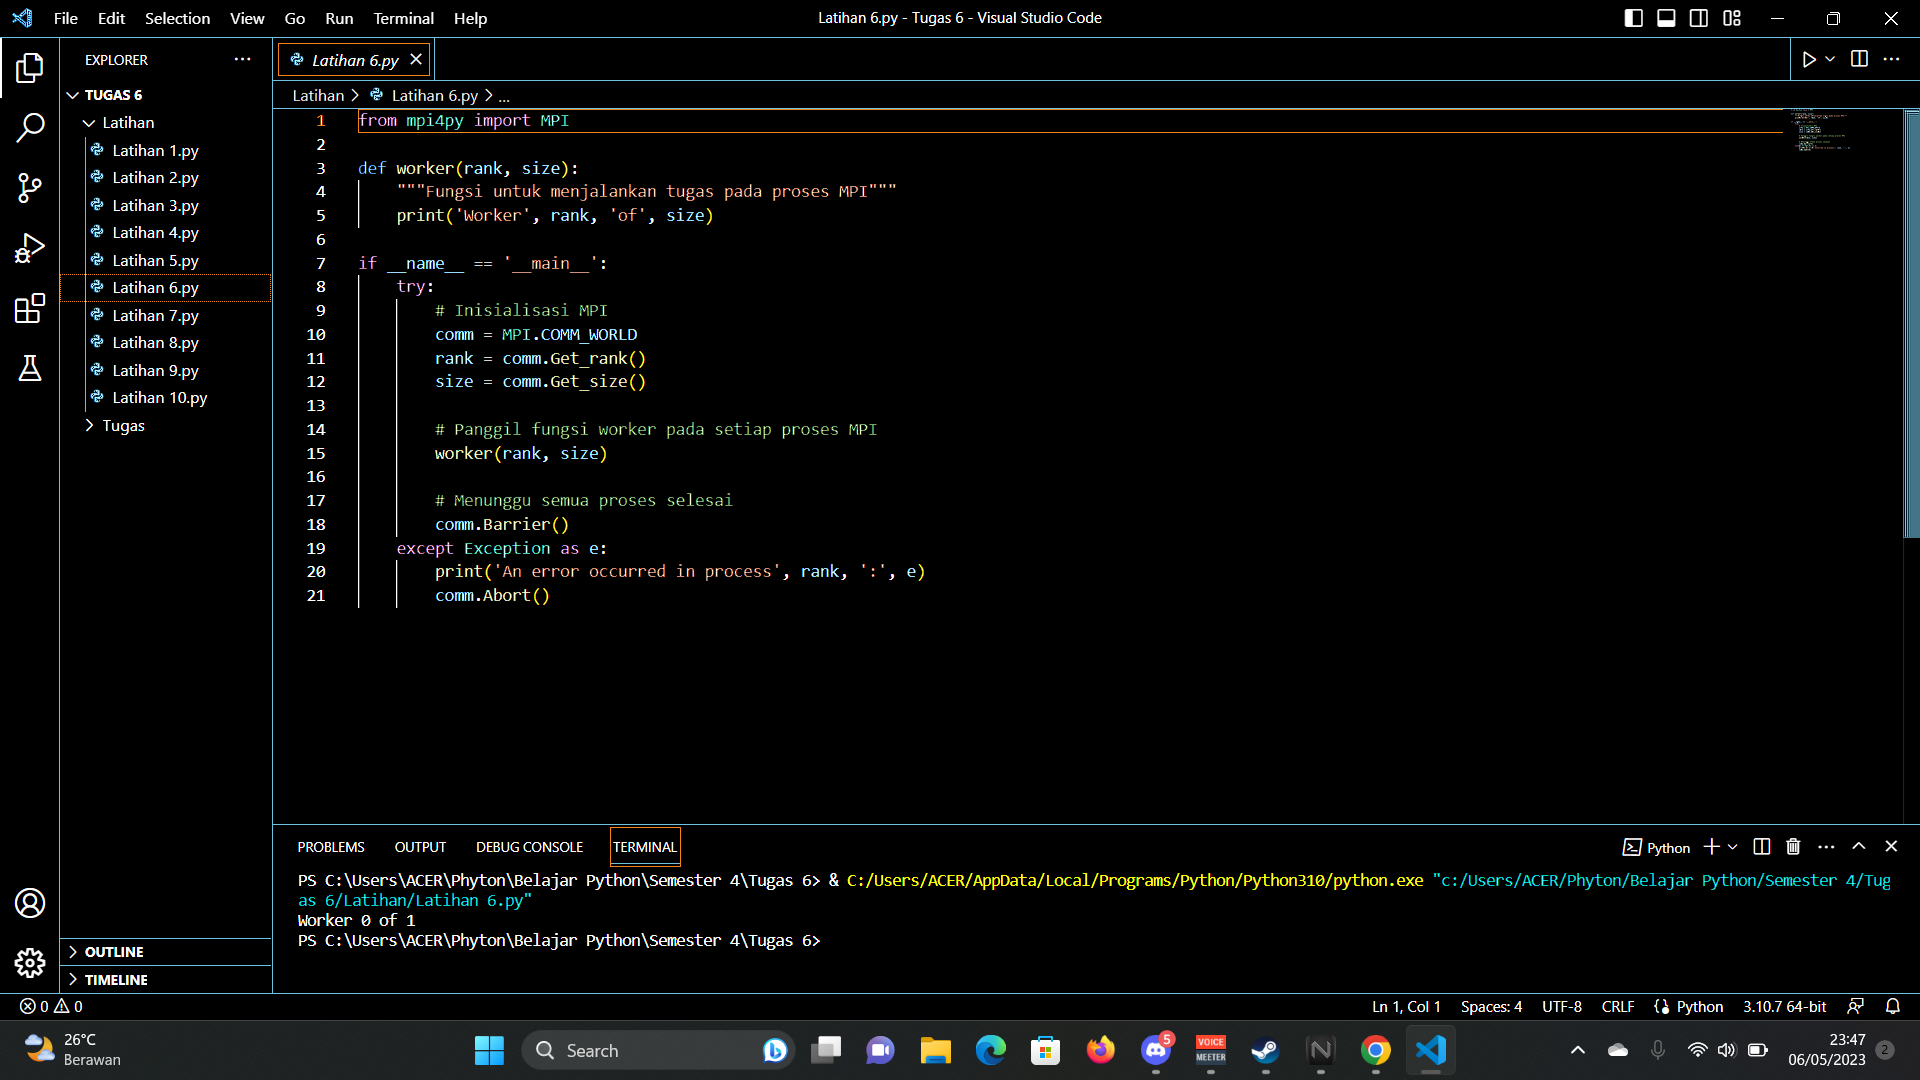 File Edit Selection View Go Run Terminal Help
Latihan 6.py - Tugas 6 - Visual Studio Code
EXPLORER
TUGAS 6
Latihan
Latihan 1.py
Latihan 2.py
Latihan 3.py
Latihan 4.py
Latihan 5.py
Latihan 6.py
Latihan 7.py
Latihan 8.py
Latihan 9.py
Latihan 10.py
Tugas
OUTLINE
TIMELINE
Latihan 6.py
Latihan > Latihan 6.py > ...
1 from mpi4py import MPI
2
3 def worker(rank, size):
4     """Fungsi untuk menjalankan tugas pada proses MPI"""
5     print('Worker', rank, 'of', size)
6
7 if __name__ == '__main__':
8     try:
9         # Inisialisasi MPI
10         comm = MPI.COMM_WORLD
11         rank = comm.Get_rank()
12         size = comm.Get_size()
13
14         # Panggil fungsi worker pada setiap proses MPI
15         worker(rank, size)
16
17         # Menunggu semua proses selesai
18         comm.Barrier()
19     except Exception as e:
20         print('An error occurred in process', rank, ':', e)
21         comm.Abort()
PROBLEMS OUTPUT DEBUG CONSOLE TERMINAL
Python
PS C:\Users\ACER\Phyton\Belajar Python\Semester 4\Tugas 6> & C:/Users/ACER/AppData/Local/Programs/Python/Python310/python.exe "c:/Users/ACER/Phyton/Belajar Python/Semester 4/Tug
as 6/Latihan/Latihan 6.py"
Worker 0 of 1
PS C:\Users\ACER\Phyton\Belajar Python\Semester 4\Tugas 6>
0 0
Ln 1, Col 1 Spaces: 4 UTF-8 CRLF Python 3.10.7 64-bit
26°C
Berawan
Search
5
VOICE
MEETER
23:47
06/05/2023
2